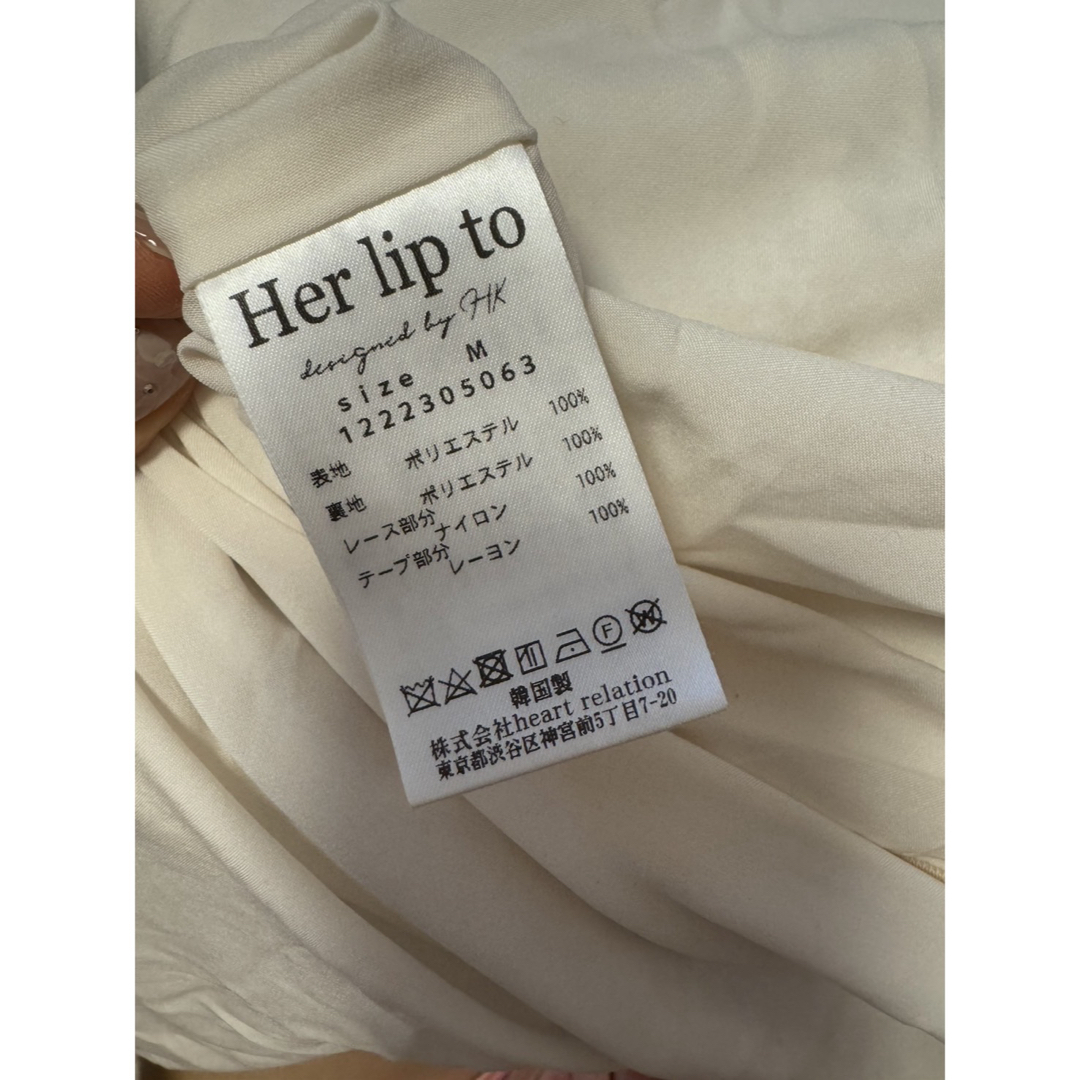 Her lip to
designed by HK
size M
1222305063
表地 ポリエステル 100%
裏地 ポリエステル 100%
レース部分 ナイロン 100%
テープ部分 レーヨン 100%
F W
韓国製
株式会社heart relation
東京都渋谷区神宮前5丁目7-20